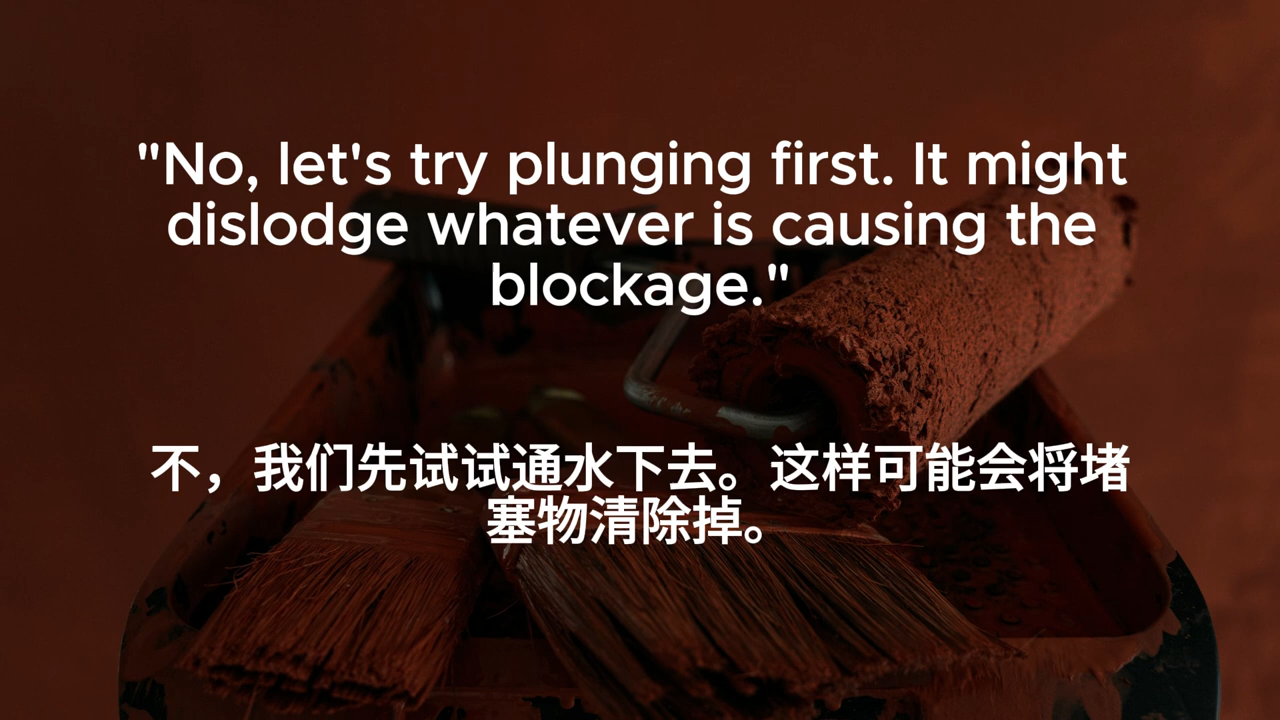 "No, let's try plunging first. It might
dislodge whatever is causing the
blockage."
不，我们先试试通水下去。这样可能会将堵
塞物清除掉。